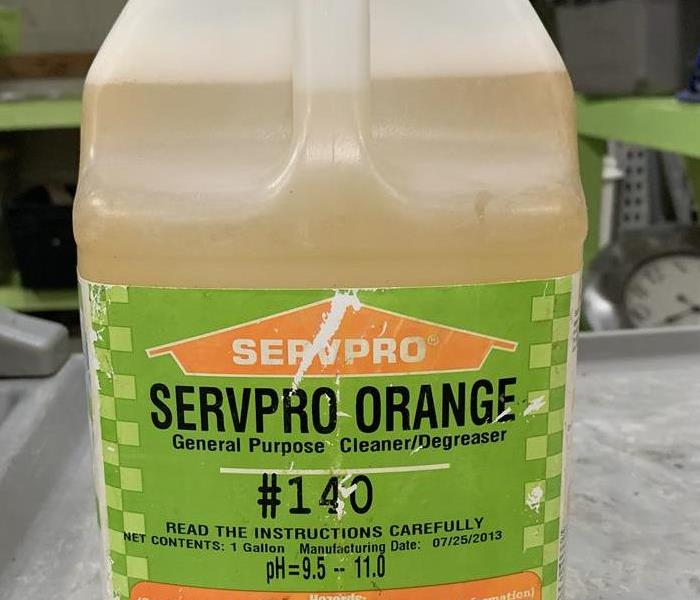 SERVPRO®
SERVPRO ORANGE
General Purpose Cleaner/Degreaser
#140
READ THE INSTRUCTIONS CAREFULLY
NET CONTENTS: 1 Gallon Manufacturing Date: 07/25/2013
pH=9.5 -- 11.0
Hazards: